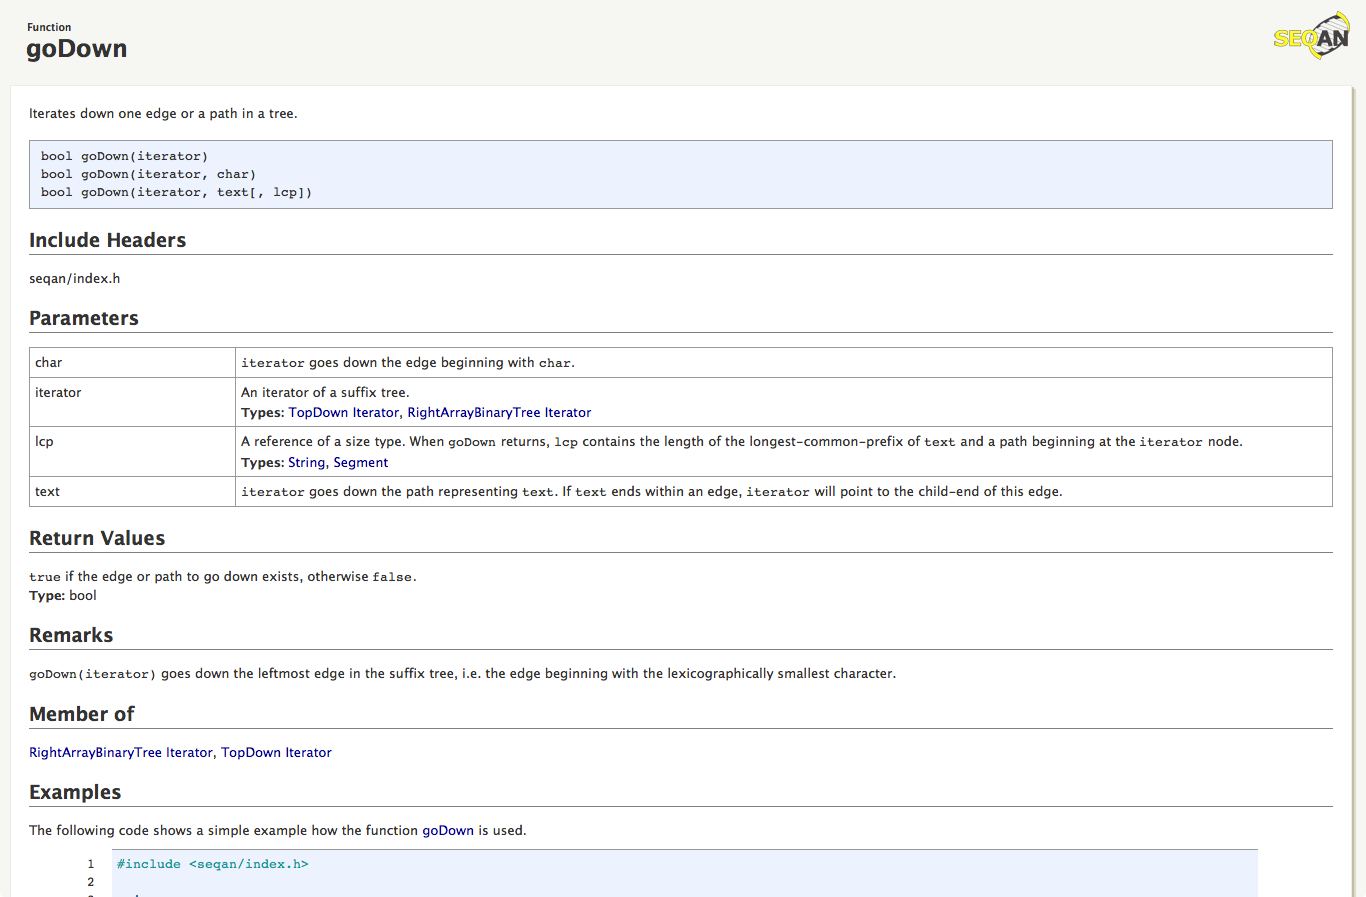 Function
goDown
SEQAN
Iterates down one edge or a path in a tree.
bool goDown(iterator)
bool goDown(iterator, char)
bool goDown(iterator, text[, lcp])
Include Headers
seqan/index.h
Parameters
char iterator goes down the edge beginning with char.
iterator An iterator of a suffix tree.
Types: TopDown Iterator, RightArrayBinaryTree Iterator
lcp A reference of a size type. When goDown returns, lcp contains the length of the longest-common-prefix of text and a path beginning at the iterator node.
Types: String, Segment
text iterator goes down the path representing text. If text ends within an edge, iterator will point to the child-end of this edge.
Return Values
true if the edge or path to go down exists, otherwise false.
Type: bool
Remarks
goDown(iterator) goes down the leftmost edge in the suffix tree, i.e. the edge beginning with the lexicographically smallest character.
Member of
RightArrayBinaryTree Iterator, TopDown Iterator
Examples
The following code shows a simple example how the function goDown is used.
1 #include <seqan/index.h>
2